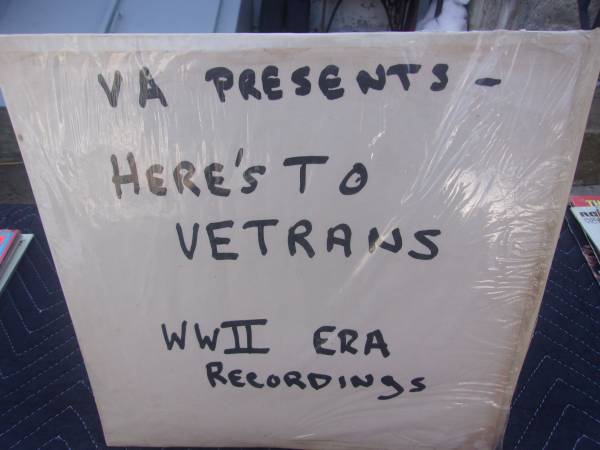 VA PRESENTS -
HERE'S TO
VETRANS
WWII ERA
RECORDINGS